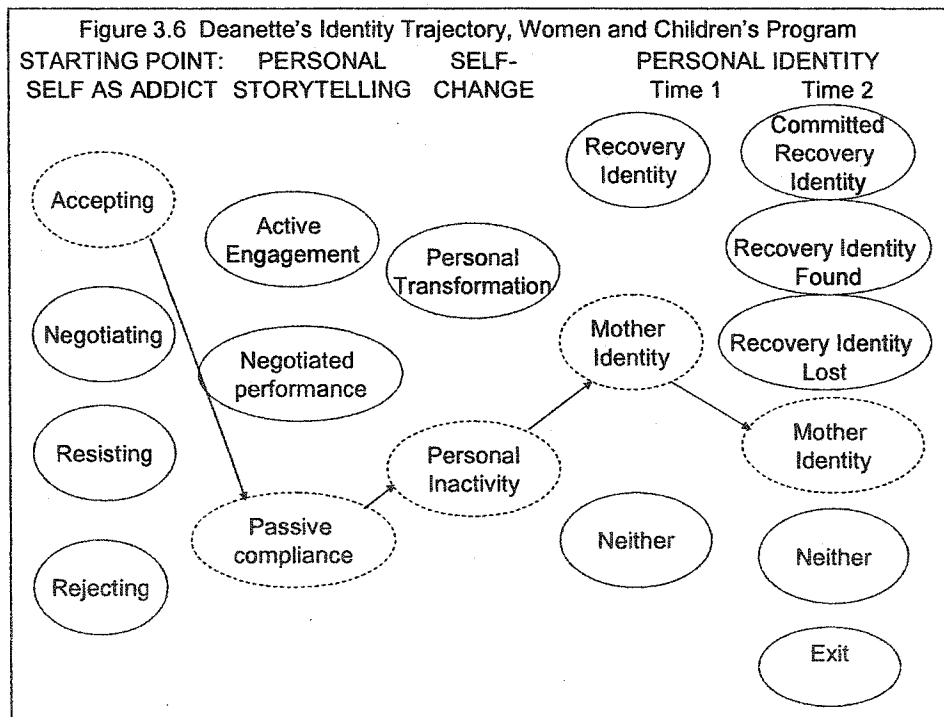 Figure 3.6 Deanette's Identity Trajectory, Women and Children's Program
STARTING POINT: PERSONAL SELF- PERSONAL IDENTITY
SELF AS ADDICT STORYTELLING CHANGE Time 1 Time 2
Accepting
Negotiating
Resisting
Rejecting
Active
Engagement
Negotiated
performance
Passive
compliance
Personal
Transformation
Personal
Inactivity
Recovery
Identity
Mother
Identity
Neither
Committed
Recovery
Identity
Recovery Identity
Found
Recovery Identity
Lost
Mother
Identity
Neither
Exit